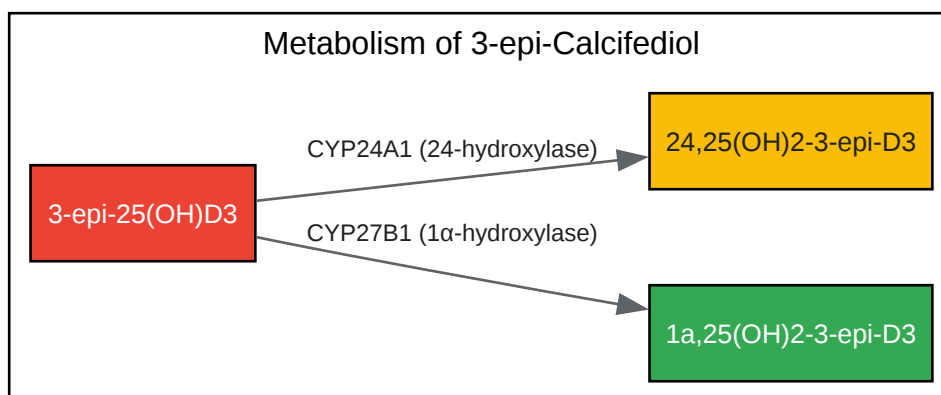 Metabolism of 3-epi-Calcifediol
24,25(OH)2-3-epi-D3
CYP24A1 (24-hydroxylase)
3-epi-25(OH)D3
CYP27B1 (1α-hydroxylase)
1a,25(OH)2-3-epi-D3